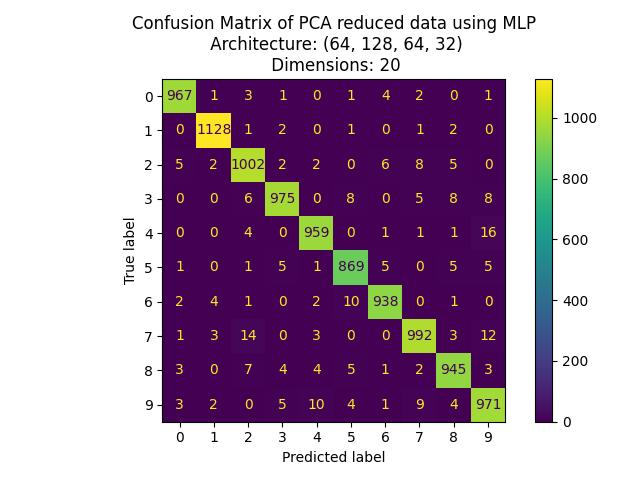 Confusion Matrix of PCA reduced data using MLP
Architecture: (64, 128, 64, 32)
Dimensions: 20
0 967 1 3 1 0 1 4 2 0 1
1 0 1128 1 2 0 1 0 1 2 0
2 5 2 1002 2 2 0 6 8 5 0
3 0 0 6 975 0 8 0 5 8 8
4 0 0 4 0 959 0 1 1 1 16
5 1 0 1 5 1 869 5 0 5 5
6 2 4 1 0 2 10 938 0 1 0
7 1 3 14 0 3 0 0 992 3 12
8 3 0 7 4 4 5 1 2 945 3
9 3 2 0 5 10 4 1 9 4 971
0 1 2 3 4 5 6 7 8 9
Predicted label
True label
1000
800
600
400
200
0